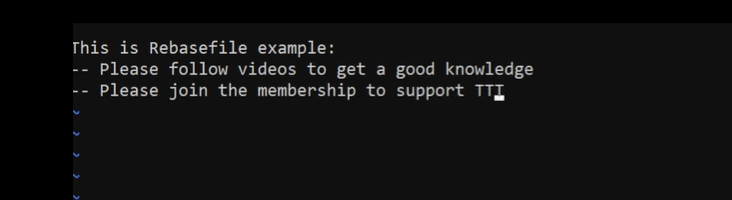 This is Rebasefile example:
-- Please follow videos to get a good knowledge
-- Please join the membership to support TTI
~
~
~
~
~